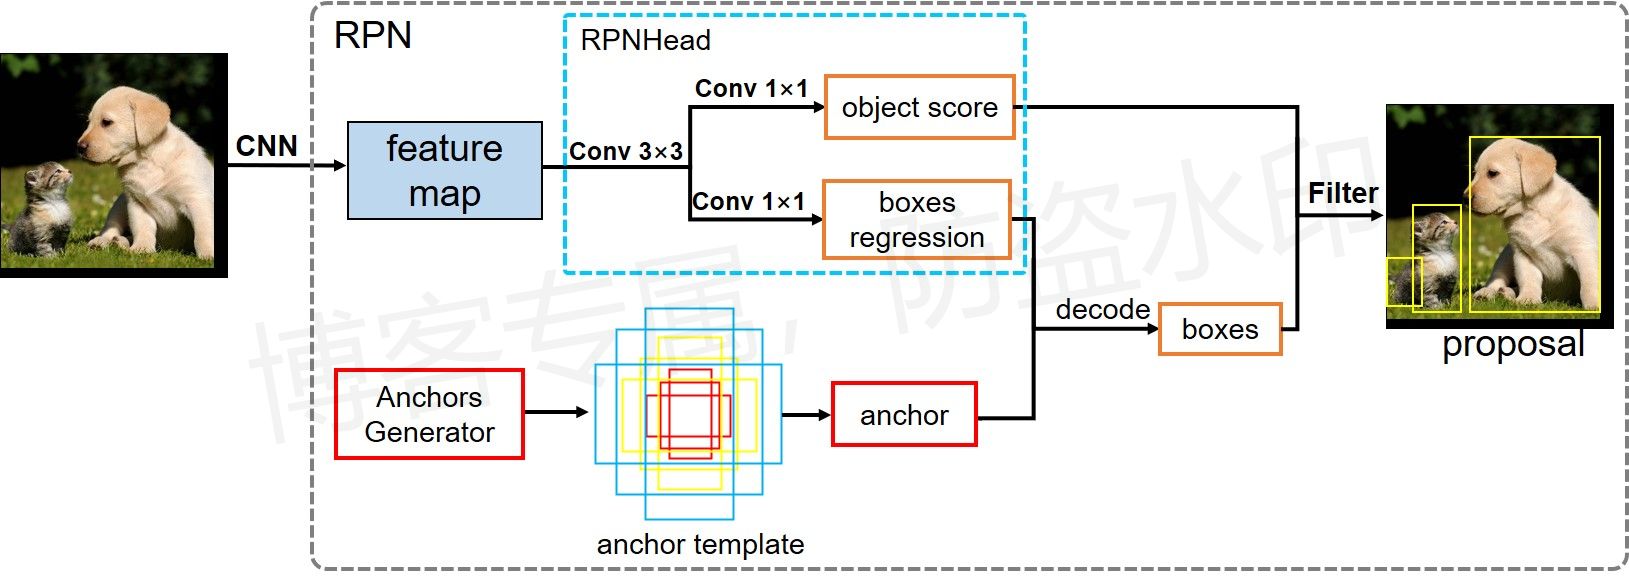 RPN
RPNHead
CNN
feature
map
Conv 3×3
Conv 1×1
object score
Conv 1×1
boxes
regression
Filter
proposal
decode
boxes
Anchors
Generator
anchor template
anchor
博客专属，防盗水印